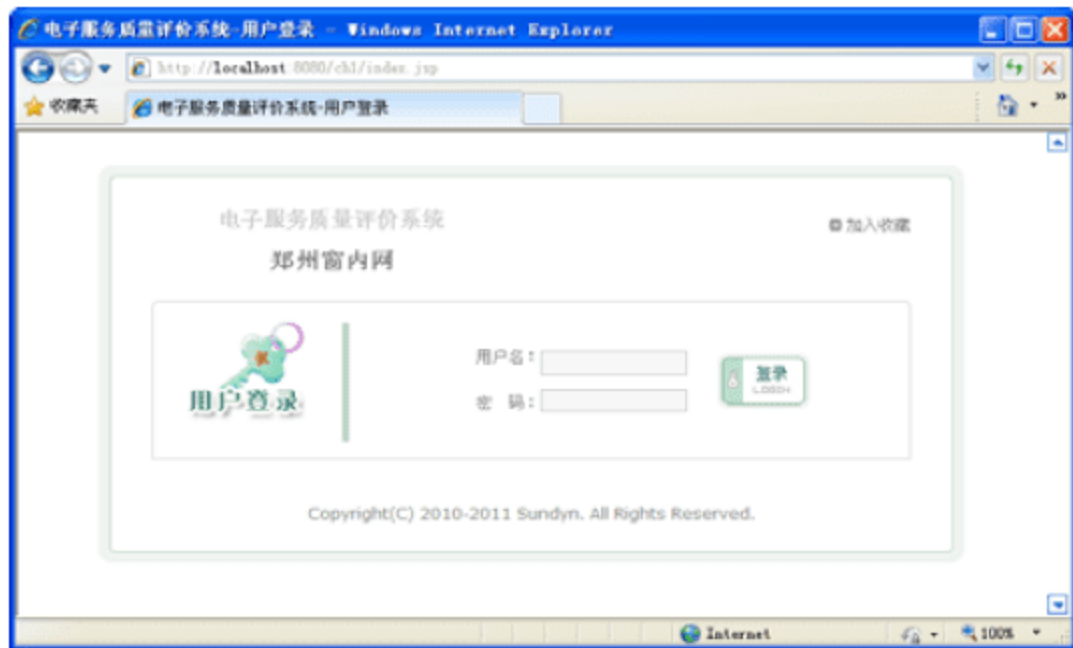 电子服务质量评价系统-用户登录 - Windows Internet Explorer
http://localhost:8080/ch1/index.jsp
收藏夹
电子服务质量评价系统-用户登录
电子服务质量评价系统
加入收藏
郑州窗内网
用户登录
用户名:
密 码:
登录
LOGIN
Copyright(C) 2010-2011 Sundyn. All Rights Reserved.
Internet
100%